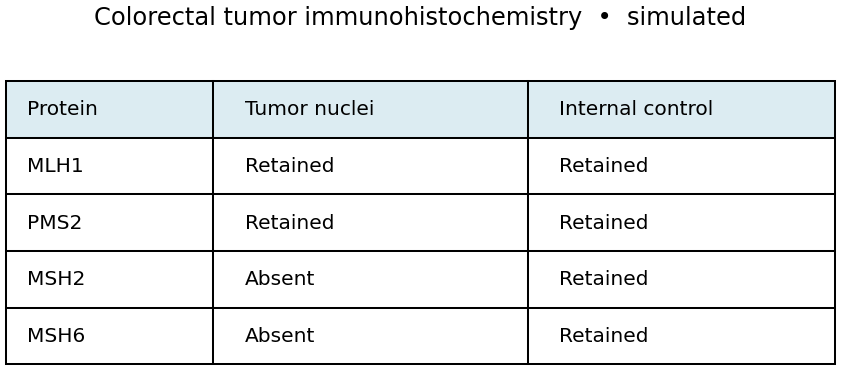 Colorectal tumor immunohistochemistry • simulated
Protein Tumor nuclei Internal control
MLH1 Retained Retained
PMS2 Retained Retained
MSH2 Absent Retained
MSH6 Absent Retained